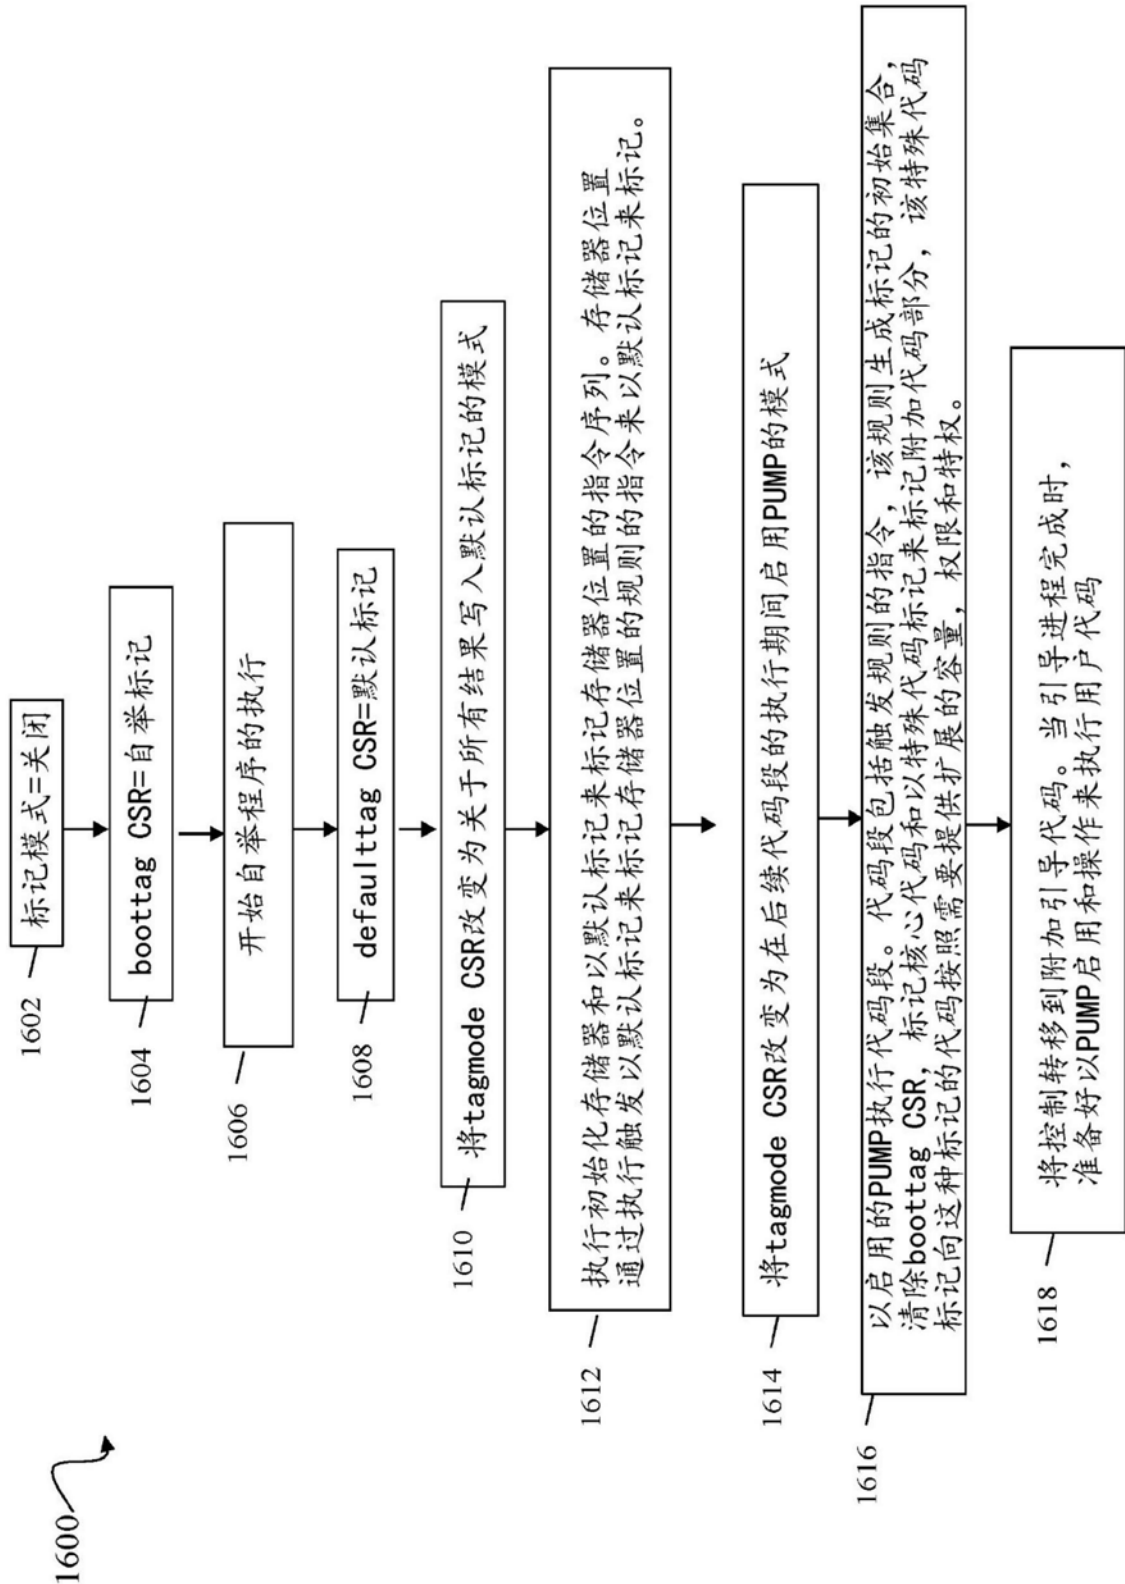 1600
1602
标记模式=关闭
1604
boottag CSR=自举标记
1606
开始自举程序的执行
1608
defaulttag CSR=默认标记
1610
将tagmode CSR改变为关于所有结果写入默认标记的模式
1612
执行初始化存储器和以默认标记来标记存储器位置的指令序列。存储器位置
通过执行触发以默认标记来标记存储器位置的规则的指令来以默认标记来标记。
1614
将tagmode CSR改变为在后续代码段的执行期间启用PUMP的模式
1616
以启用的PUMP执行代码段。代码段包括触发规则的指令，该规则生成标记的初始集合，
清除boottag CSR，标记核心代码和以特殊代码标记来标记附加代码部分，该特殊代码
标记向这种标记的代码按照需要提供扩展的容量，权限和特权。
1618
将控制转移到附加引导代码。当引导进程完成时，
准备好以PUMP启用和操作来执行用户代码